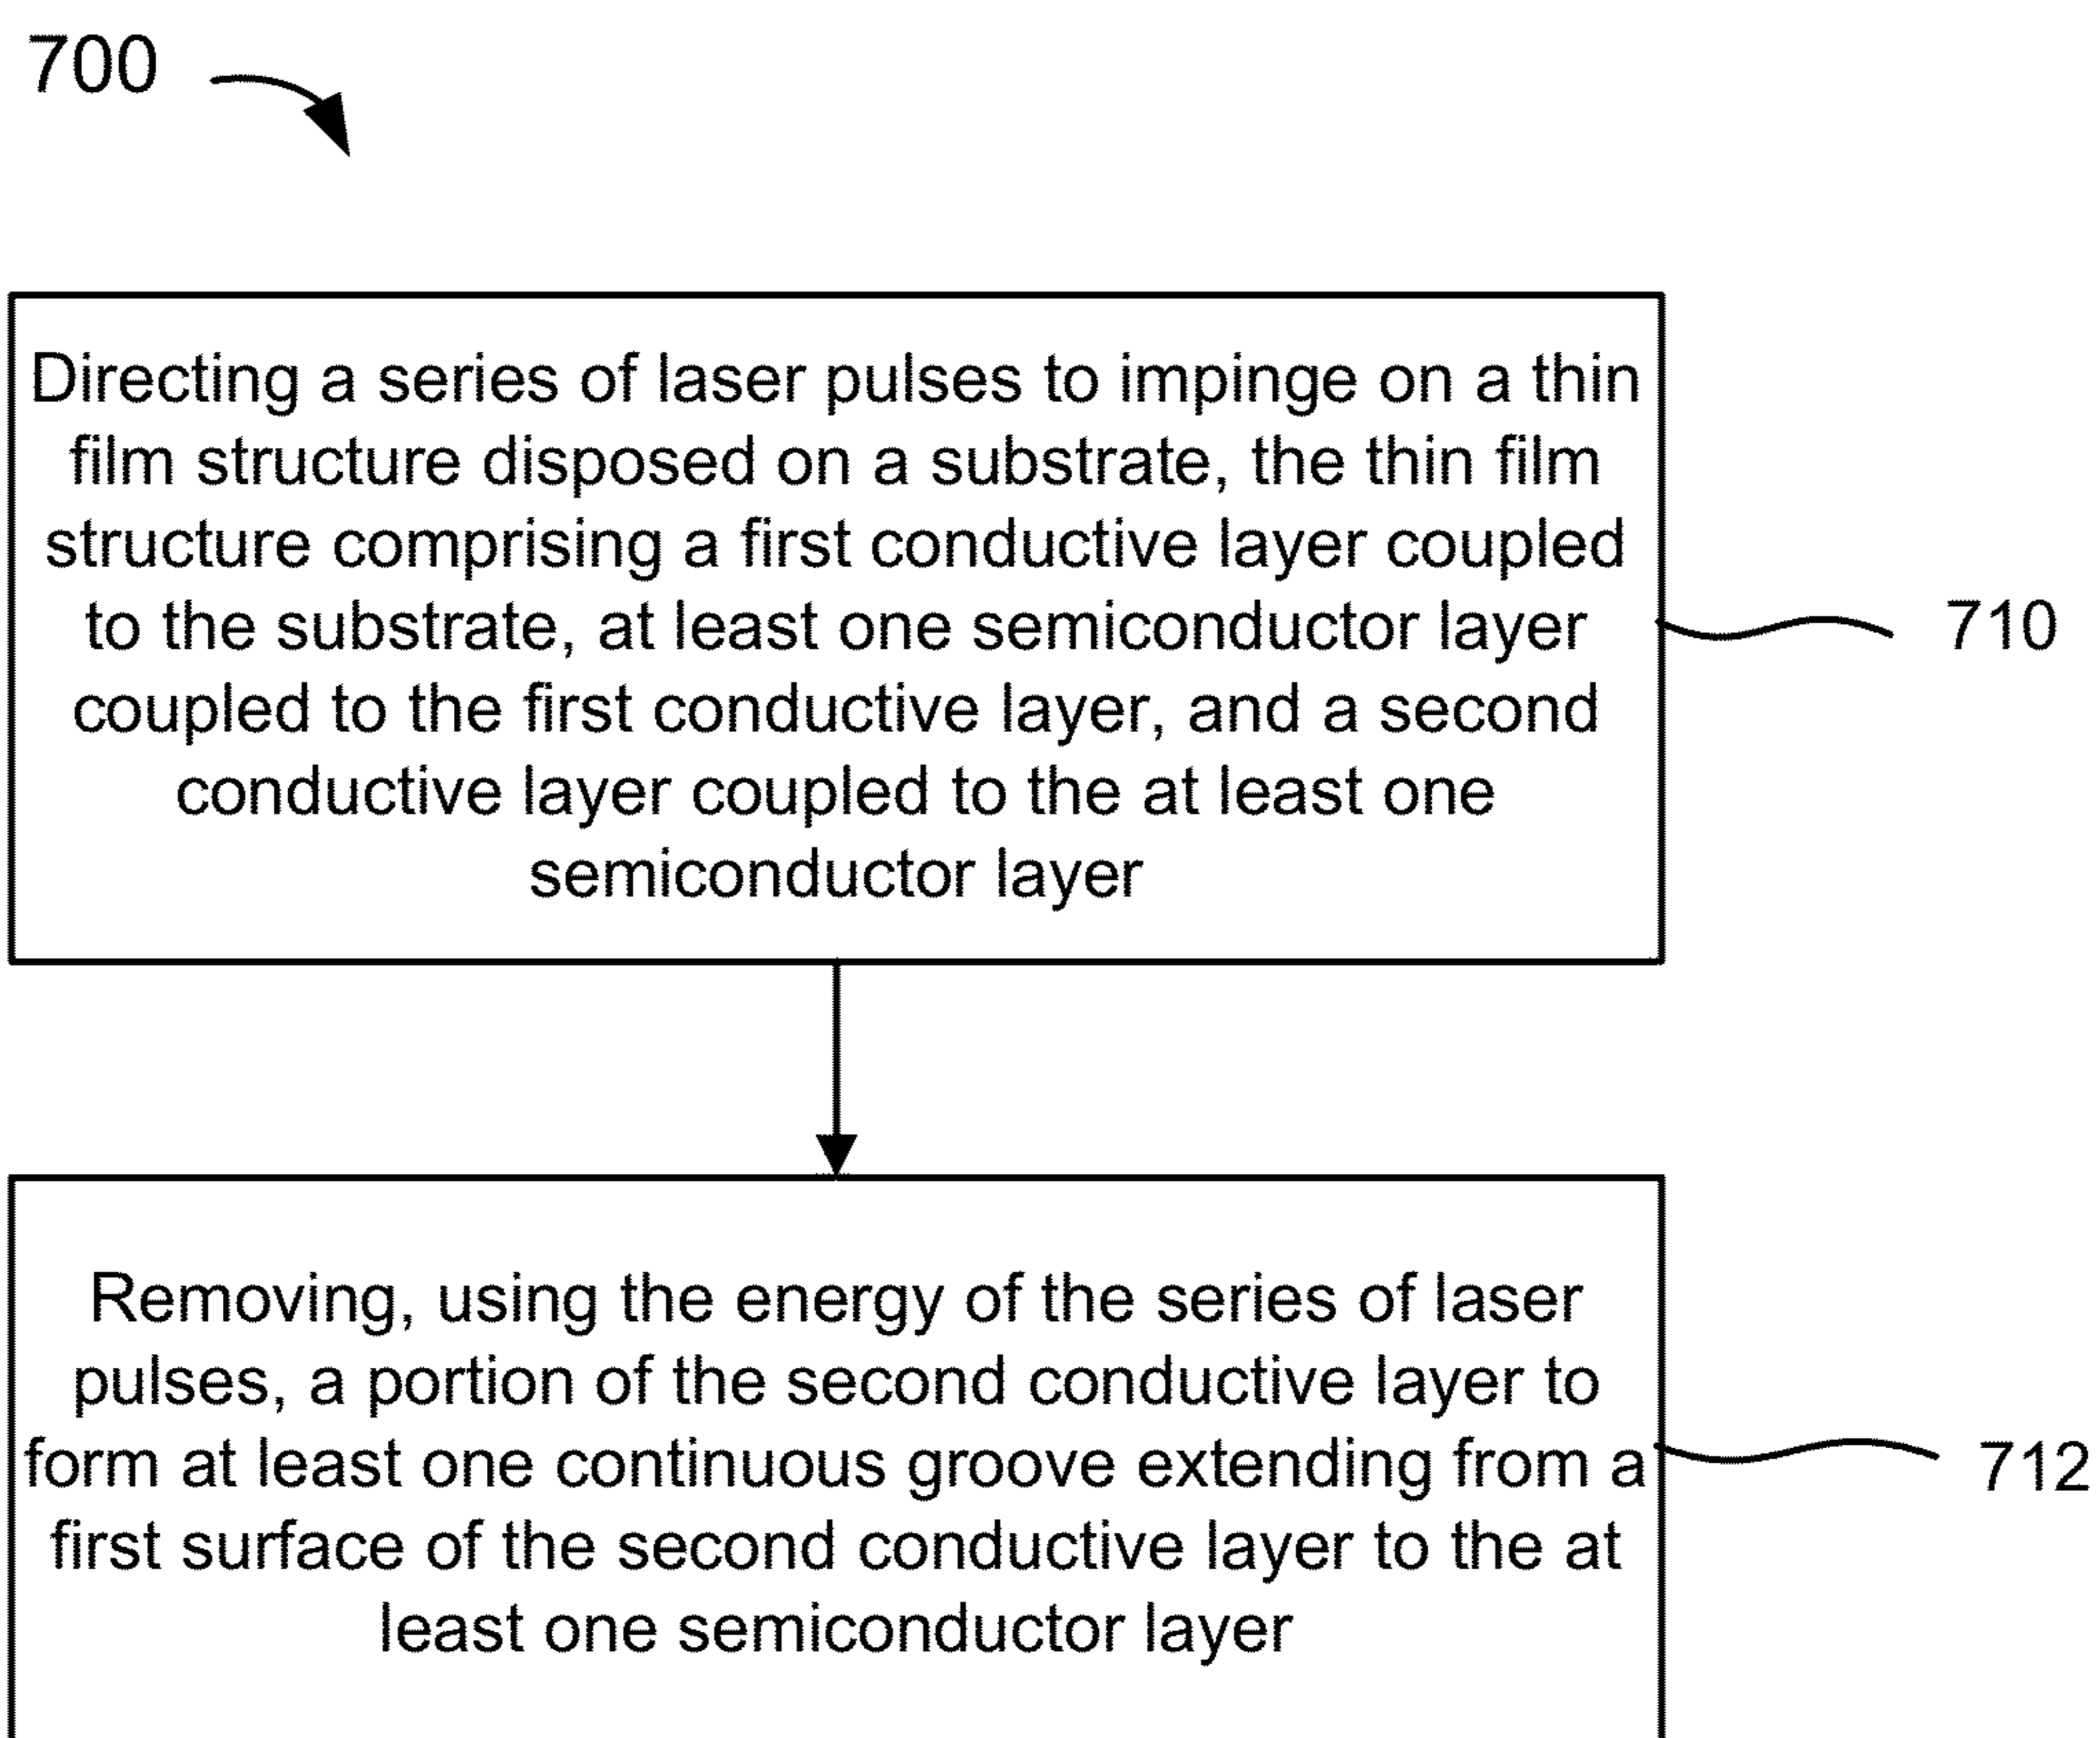 700
Directing a series of laser pulses to impinge on a thin
film structure disposed on a substrate, the thin film
structure comprising a first conductive layer coupled
to the substrate, at least one semiconductor layer
coupled to the first conductive layer, and a second
conductive layer coupled to the at least one
semiconductor layer
710
Removing, using the energy of the series of laser
pulses, a portion of the second conductive layer to
form at least one continuous groove extending from a
first surface of the second conductive layer to the at
least one semiconductor layer
712